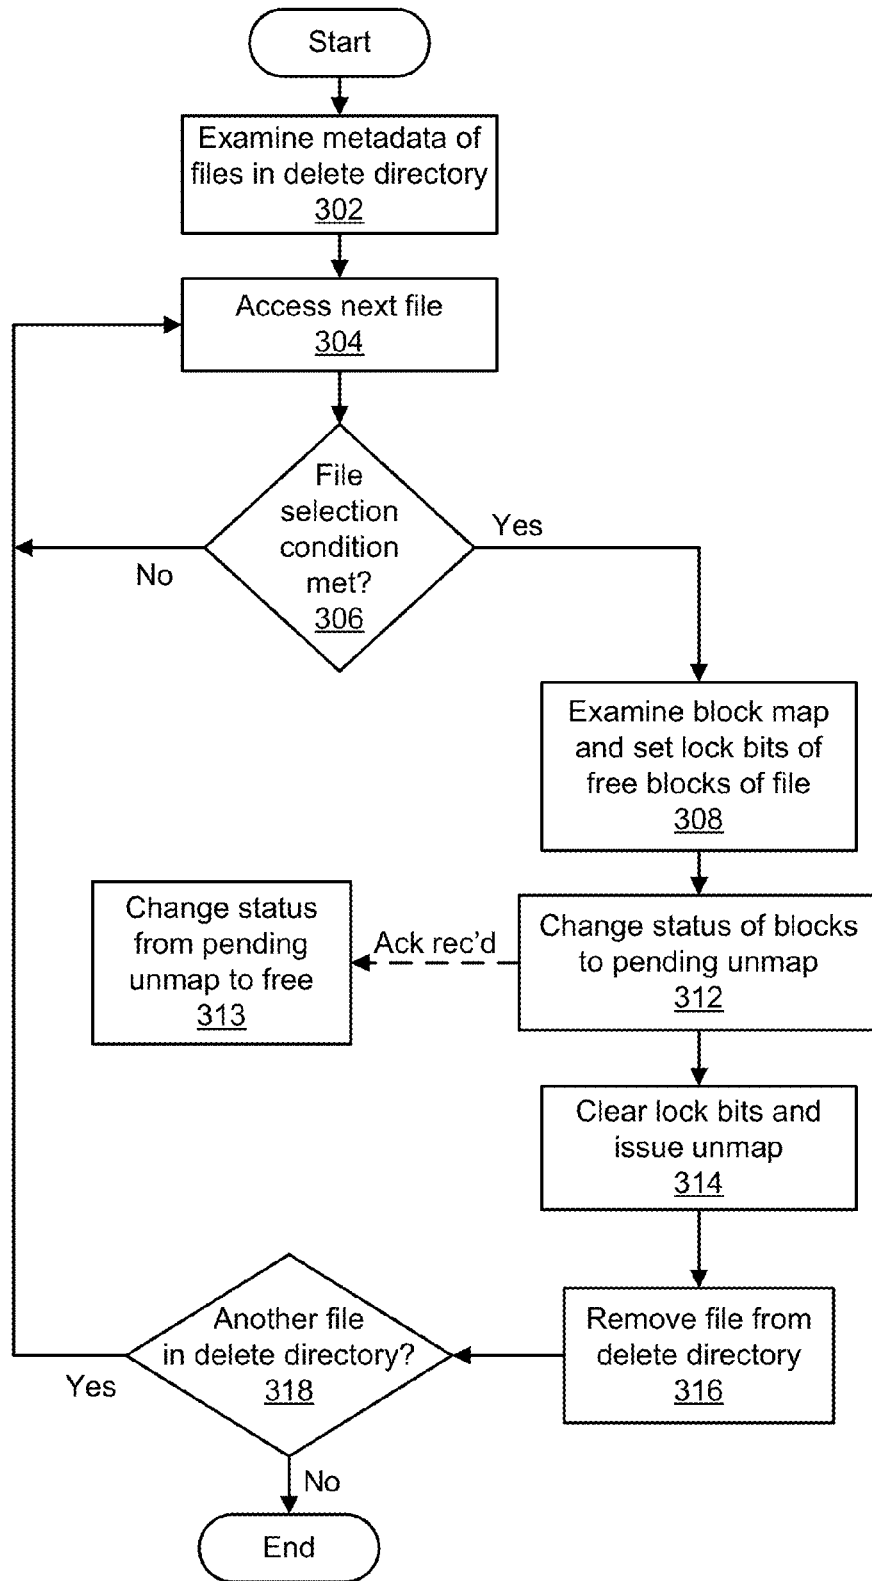 Start
Examine metadata of
files in delete directory
302
Access next file
304
File
selection
condition
met?
306
No
Yes
Examine block map
and set lock bits of
free blocks of file
308
Change status
from pending
unmap to free
313
Ack rec'd
Change status of blocks
to pending unmap
312
Clear lock bits and
issue unmap
314
Remove file from
delete directory
316
Another file
in delete directory?
318
Yes
No
End